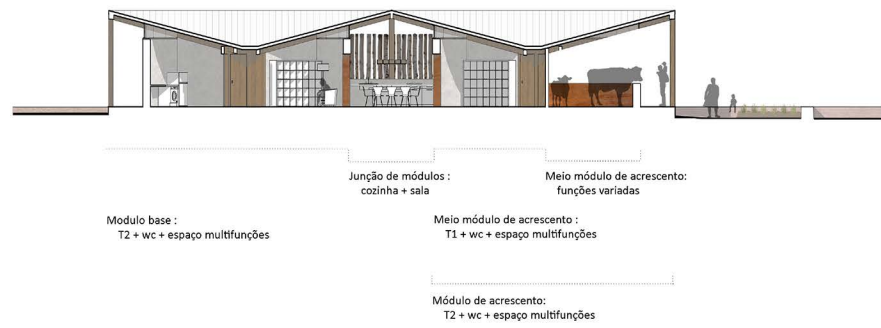 Junção de módulos :
cozinha + sala
Meio módulo de acrescento:
funções variadas
Modulo base :
T2 + wc + espaço multifunções
Meio módulo de acrescento :
T1 + wc + espaço multifunções
Módulo de acrescento:
T2 + wc + espaço multifunções